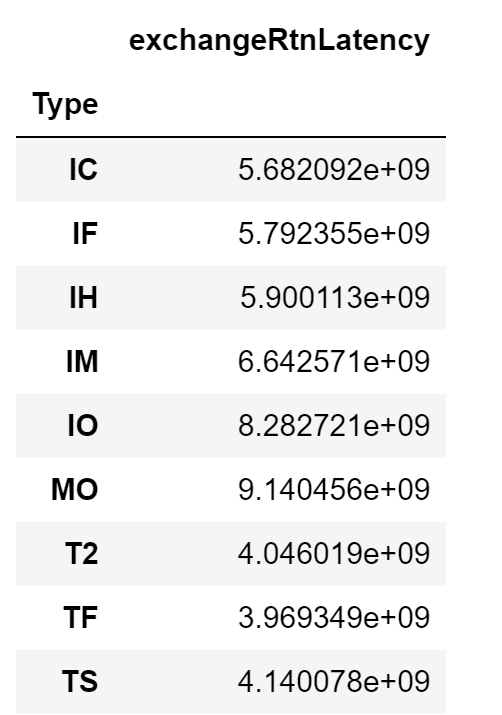 exchangeRtnLatency
Type
IC 5.682092e+09
IF 5.792355e+09
IH 5.900113e+09
IM 6.642571e+09
IO 8.282721e+09
MO 9.140456e+09
T2 4.046019e+09
TF 3.969349e+09
TS 4.140078e+09